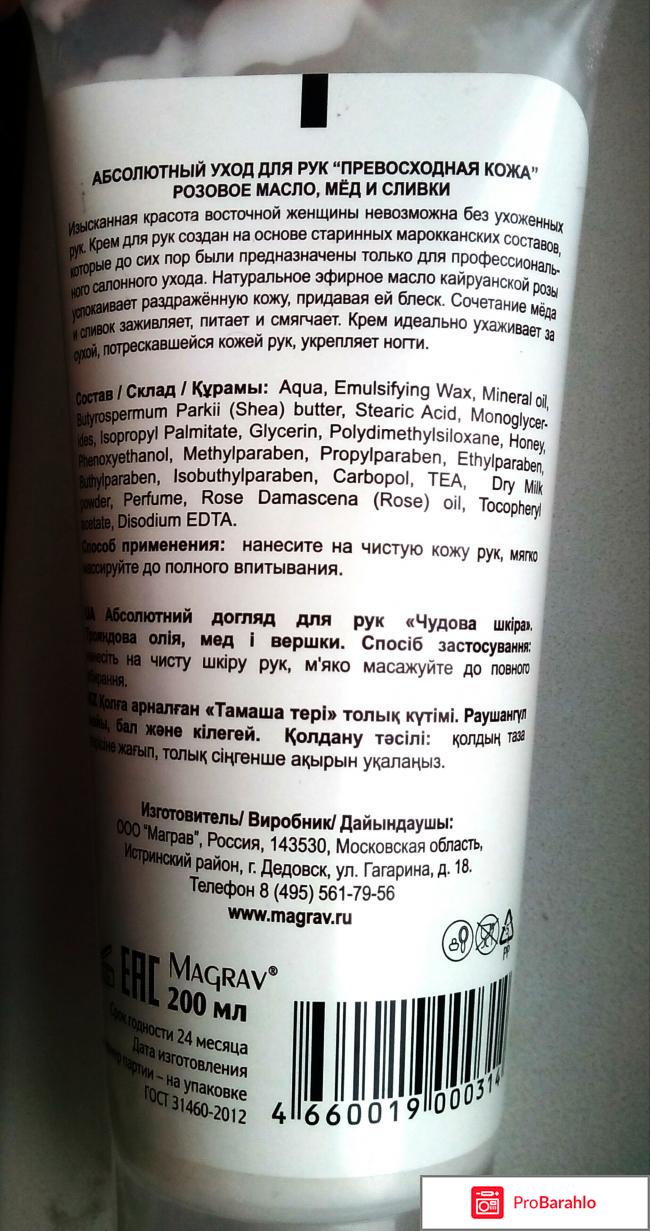 АБСОЛЮТНЫЙ УХОД ДЛЯ РУК “ПРЕВОСХОДНАЯ КОЖА”
РОЗОВОЕ МАСЛО, МЁД И СЛИВКИ
Изысканная красота восточной женщины невозможна без ухоженных
рук. Крем для рук создан на основе старинных марокканских составов,
которые до сих пор были предназначены только для профессиональ-
ного салонного ухода. Натуральное эфирное масло кайруанской розы
успокаивает раздражённую кожу, придавая ей блеск. Сочетание мёда
и сливок заживляет, питает и смягчает. Крем идеально ухаживает за
сухой, потрескавшейся кожей рук, укрепляет ногти.
Состав / Склад / Құрамы: Aqua, Emulsifying Wax, Mineral oil,
Butyrospermum Parkii (Shea) butter, Stearic Acid, Monoglycer-
ides, Isopropyl Palmitate, Glycerin, Polydimethylsiloxane, Honey,
Phenoxyethanol, Methylparaben, Propylparaben, Ethylparaben,
Buthylparaben, Isobuthylparaben, Carbopol, TEA, Dry Milk
powder, Perfume, Rose Damascena (Rose) oil, Tocopheryl
acetate, Disodium EDTA.
Способ применения: нанесите на чистую кожу рук, мягко
массируйте до полного впитывания.
UA Абсолютний догляд для рук «Чудова шкіра».
Трояндова олія, мед і вершки. Спосіб застосування:
нанесіть на чисту шкіру рук, м'яко масажуйте до повного
вбирання.
KZ Қолға арналған «Тамаша тері» толық күтімі. Раушангүл
майы, бал және кілегей. Қолдану тәсілі: қолдың таза
терісіне жағып, толық сіңгенше ақырын уқалаңыз.
Изготовитель/ Виробник/ Дайындаушы:
ООО "Маграв", Россия, 143530, Московская область,
Истринский район, г. Дедовск, ул. Гагарина, д. 18.
Телефон 8 (495) 561-79-56
www.magrav.ru
PP
EAC MAGRAV®
200 мл
Срок годности 24 месяца
Дата изготовления
номер партии – на упаковке
ГОСТ 31460-2012
4 660019 000314
ProBarahlo